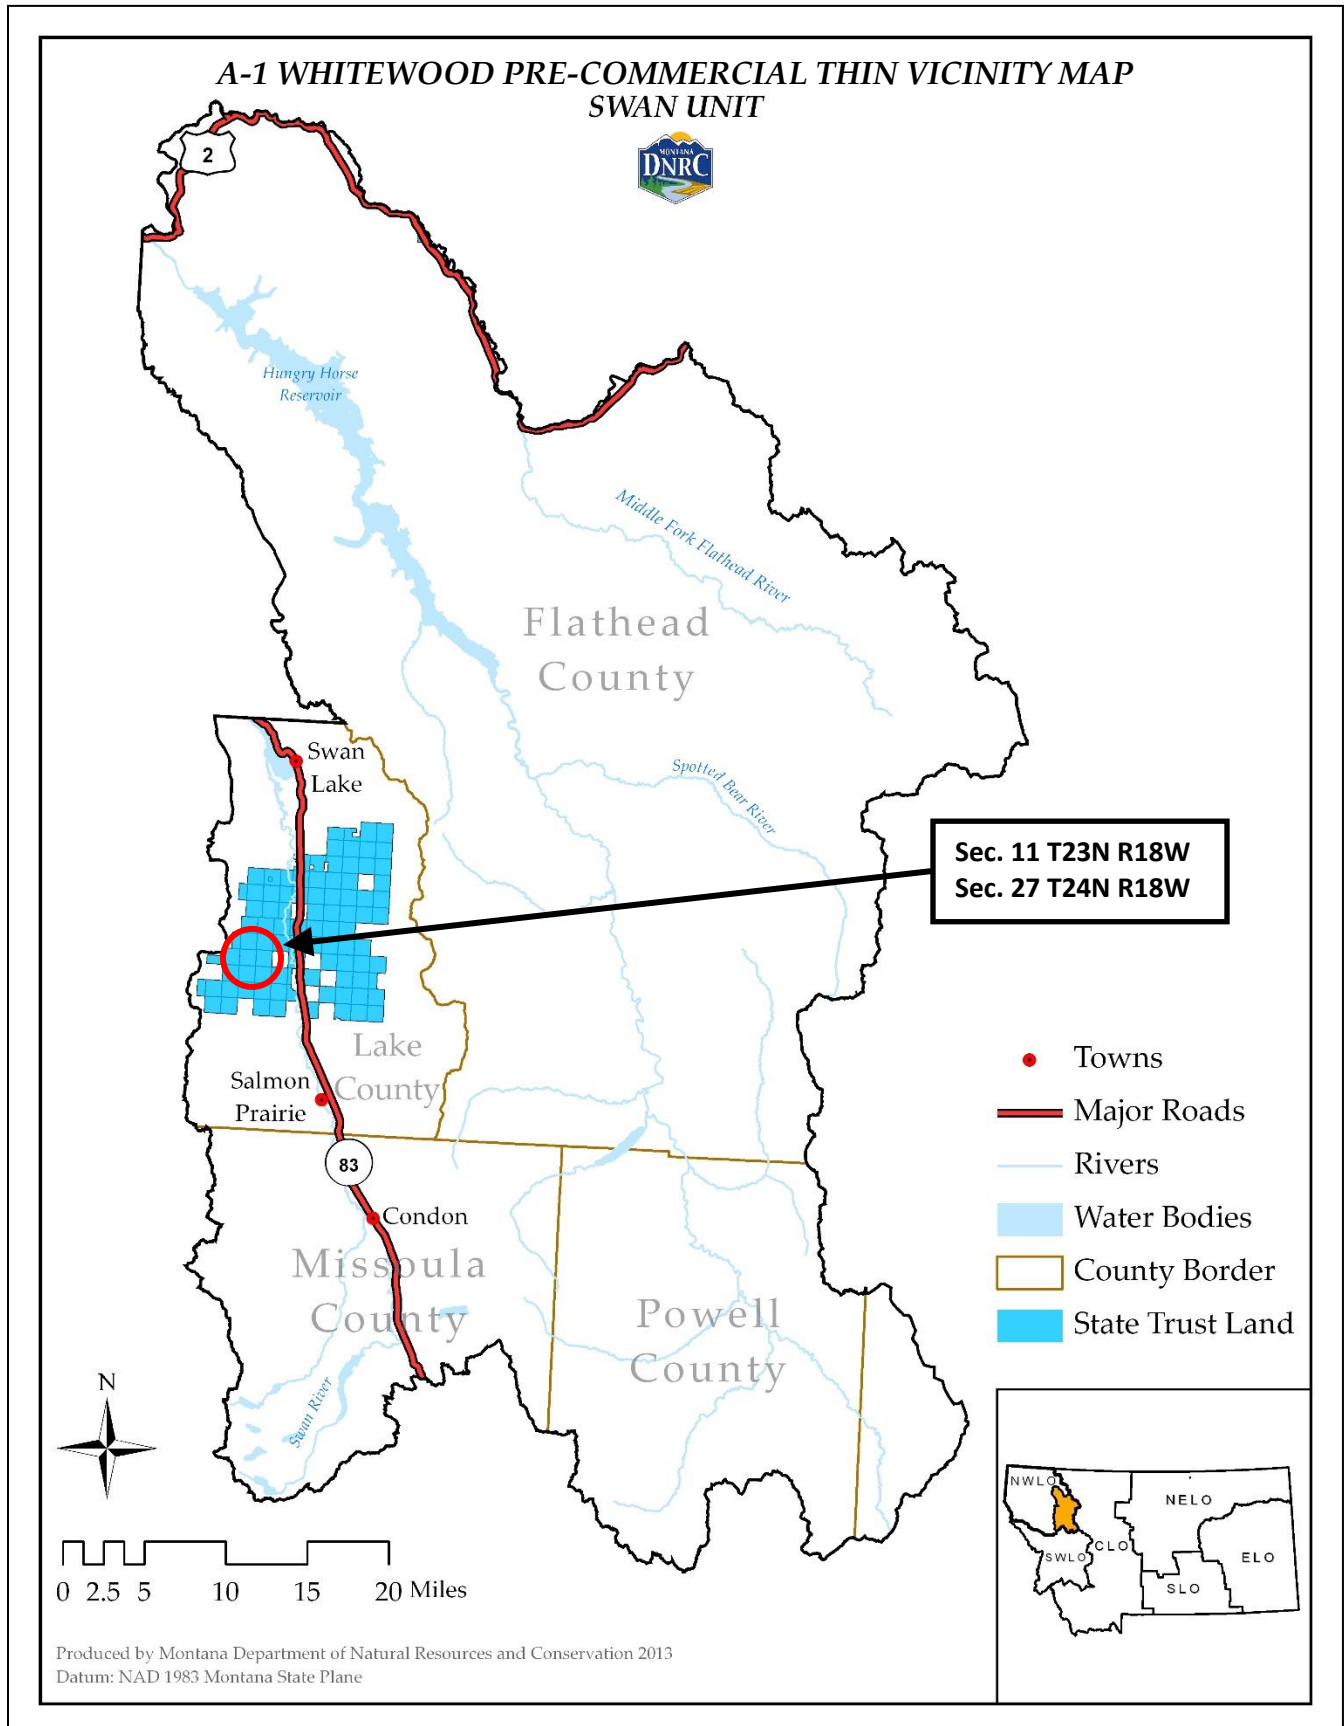 A-1 WHITEWOOD PRE-COMMERCIAL THIN VICINITY MAP
SWAN UNIT
MONTANA
DNRC
2
Hungry Horse
Reservoir
Middle Fork Flathead River
Flathead
County
Swan
Lake
Spotted Bear River
Sec. 11 T23N R18W
Sec. 27 T24N R18W
Lake
County
Salmon
Prairie
83
Condon
Missoula
County
Powell
County
Swan River
Towns
Major Roads
Rivers
Water Bodies
County Border
State Trust Land
N
0 2.5 5 10 15 20 Miles
NWLO
NELO
CLO
SWLO
ELO
SLO
Produced by Montana Department of Natural Resources and Conservation 2013
Datum: NAD 1983 Montana State Plane